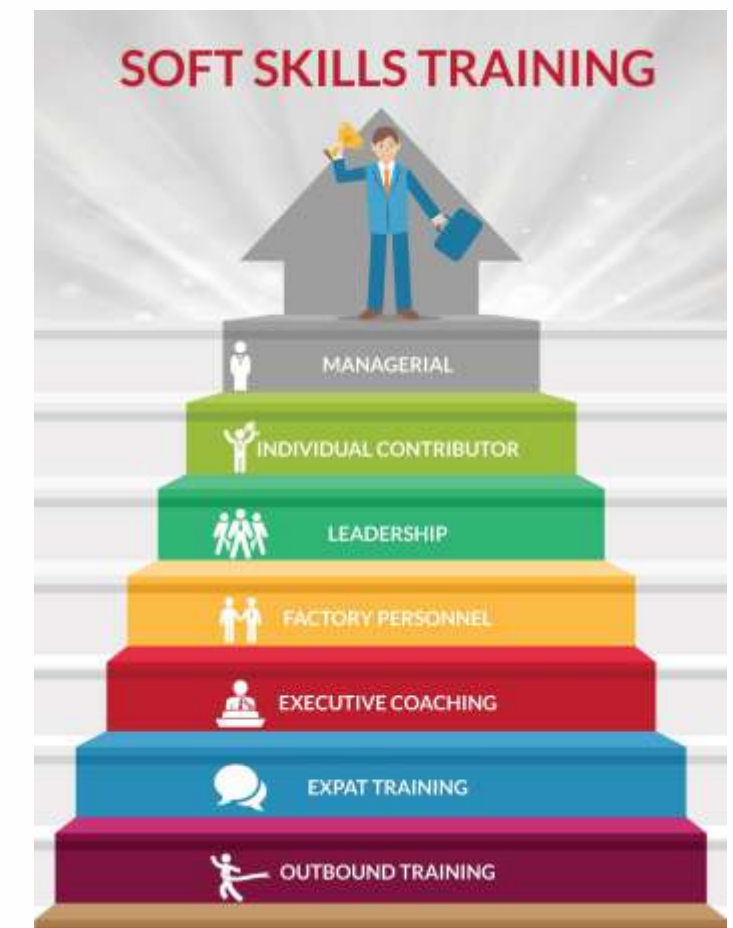 SOFT SKILLS TRAINING
MANAGERIAL
INDIVIDUAL CONTRIBUTOR
LEADERSHIP
FACTORY PERSONNEL
EXECUTIVE COACHING
EXPAT TRAINING
OUTBOUND TRAINING